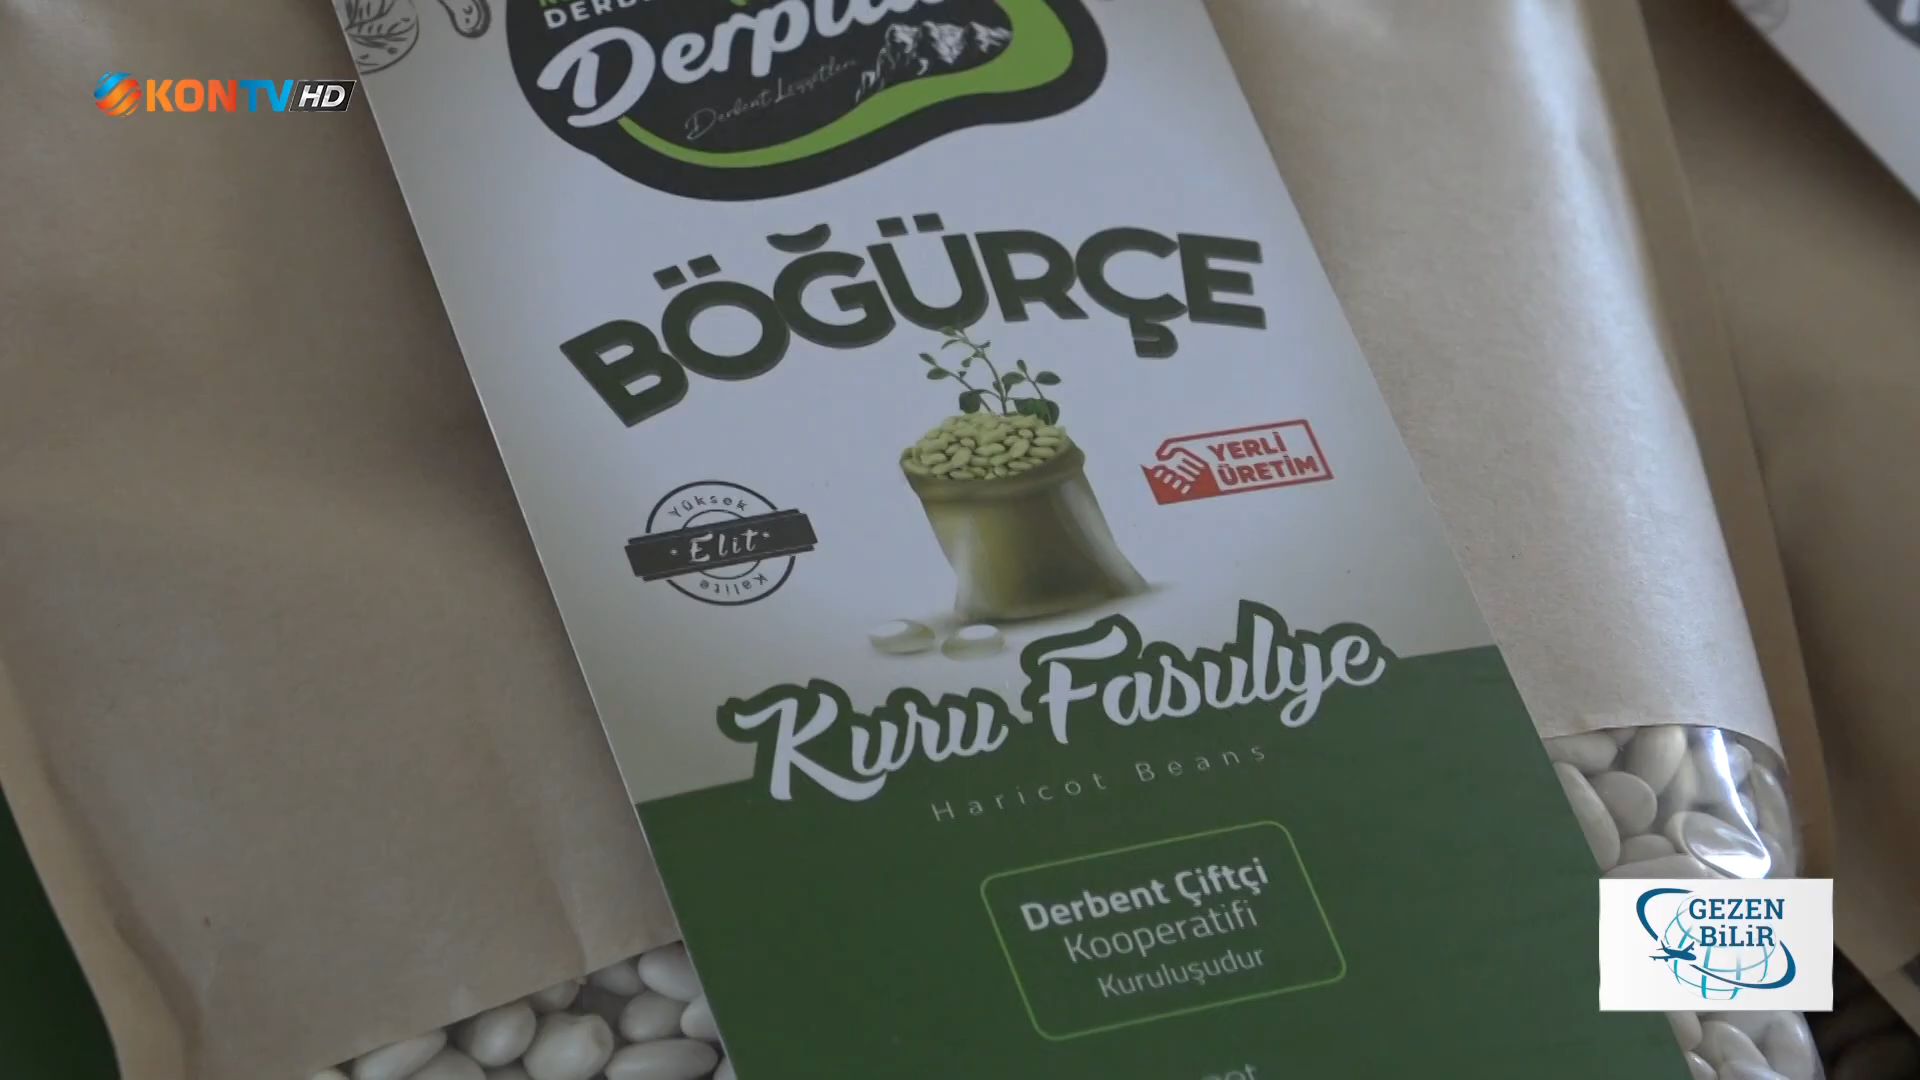 KONTV HD
Derbent Lezzetleri
BÖĞÜRÇE
YERLİ
ÜRETİM
Yüksek
Elit
Kalite
Kuru Fasulye
Haricot Beans
Derbent Çiftçi
Kooperatifi
Kuruluşudur
GEZEN
BiLiR